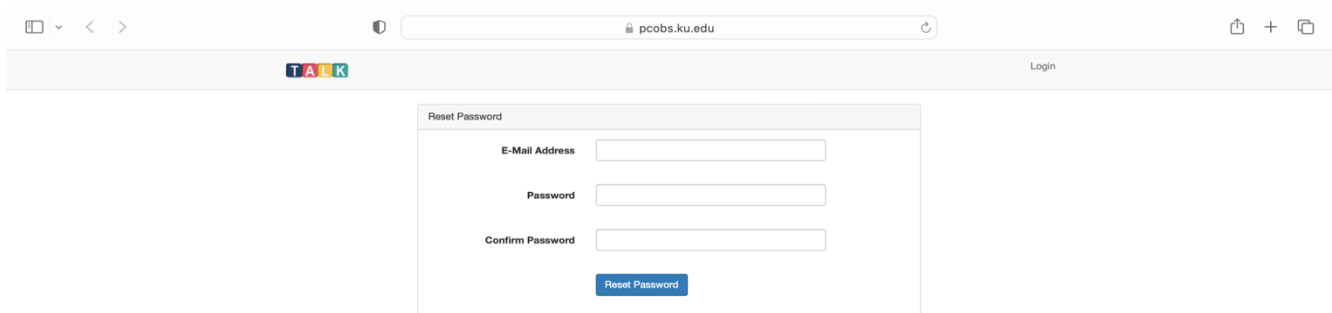 pcobs.ku.edu
TALK
Login
Reset Password
E-Mail Address
Password
Confirm Password
Reset Password